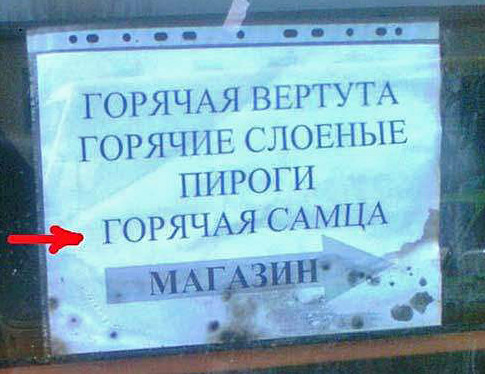 ГОРЯЧАЯ ВЕРТУТА
ГОРЯЧИЕ СЛОЕНЫЕ
ПИРОГИ
ГОРЯЧАЯ САМЦА
МАГАЗИН